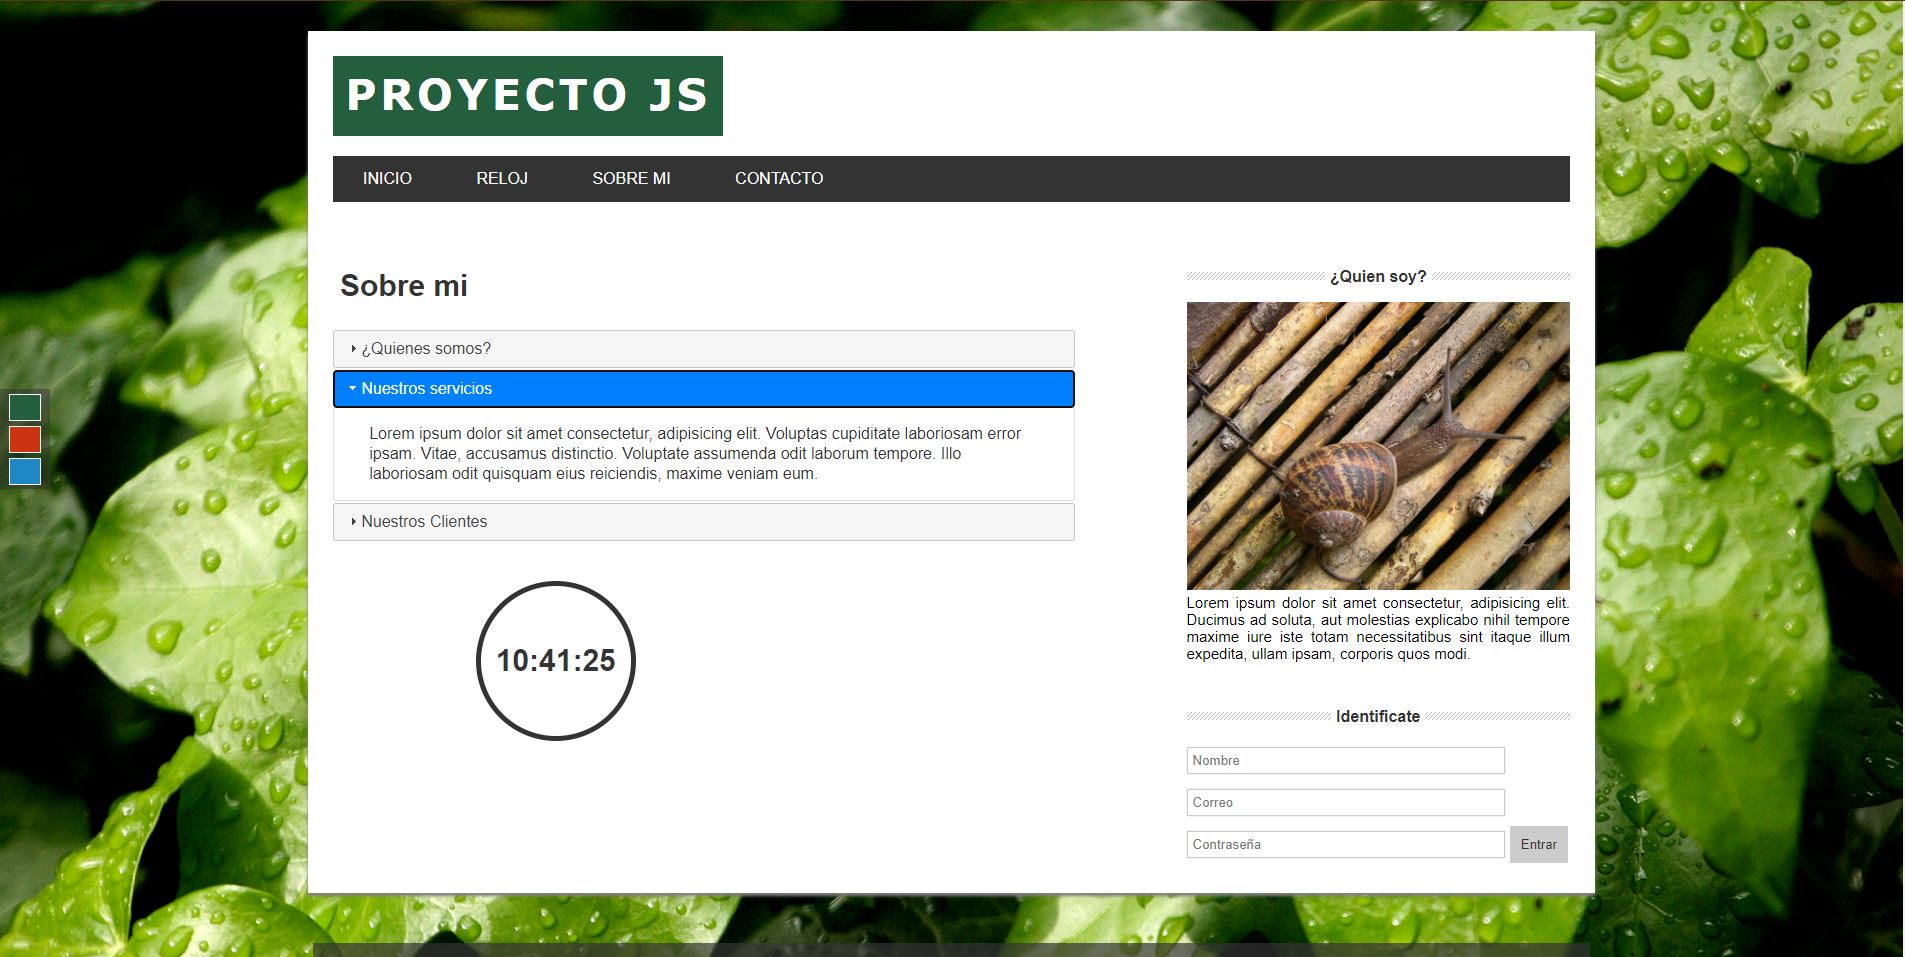 PROYECTO JS
INICIO RELOJ SOBRE MI CONTACTO
Sobre mi
¿Quienes somos?
Nuestros servicios
Lorem ipsum dolor sit amet consectetur, adipisicing elit. Voluptas cupiditate laboriosam error
ipsam. Vitae, accusamus distinctio. Voluptate assumenda odit laborum tempore. Illo
laboriosam odit quisquam eius reiciendis, maxime veniam eum.
Nuestros Clientes
10:41:25
¿Quien soy?
Lorem ipsum dolor sit amet consectetur, adipisicing elit.
Ducimus ad soluta, aut molestias explicabo nihil tempore
maxime iure iste totam necessitatibus sint itaque illum
expedita, ullam ipsam, corporis quos modi.
Identificate
Nombre
Correo
Contraseña
Entrar